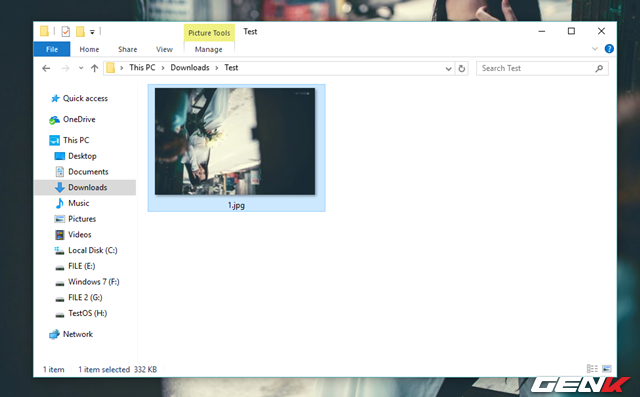 Picture Tools
Test
File
Home
Share
View
Manage
This PC
Downloads
Test
Search Test
Quick access
OneDrive
This PC
Desktop
Documents
Downloads
Music
Pictures
Videos
Local Disk (C:)
FILE (E:)
Windows 7 (F:)
FILE 2 (G:)
TestOS (H:)
Network
1.jpg
1 item
1 item selected 332 KB
GENK